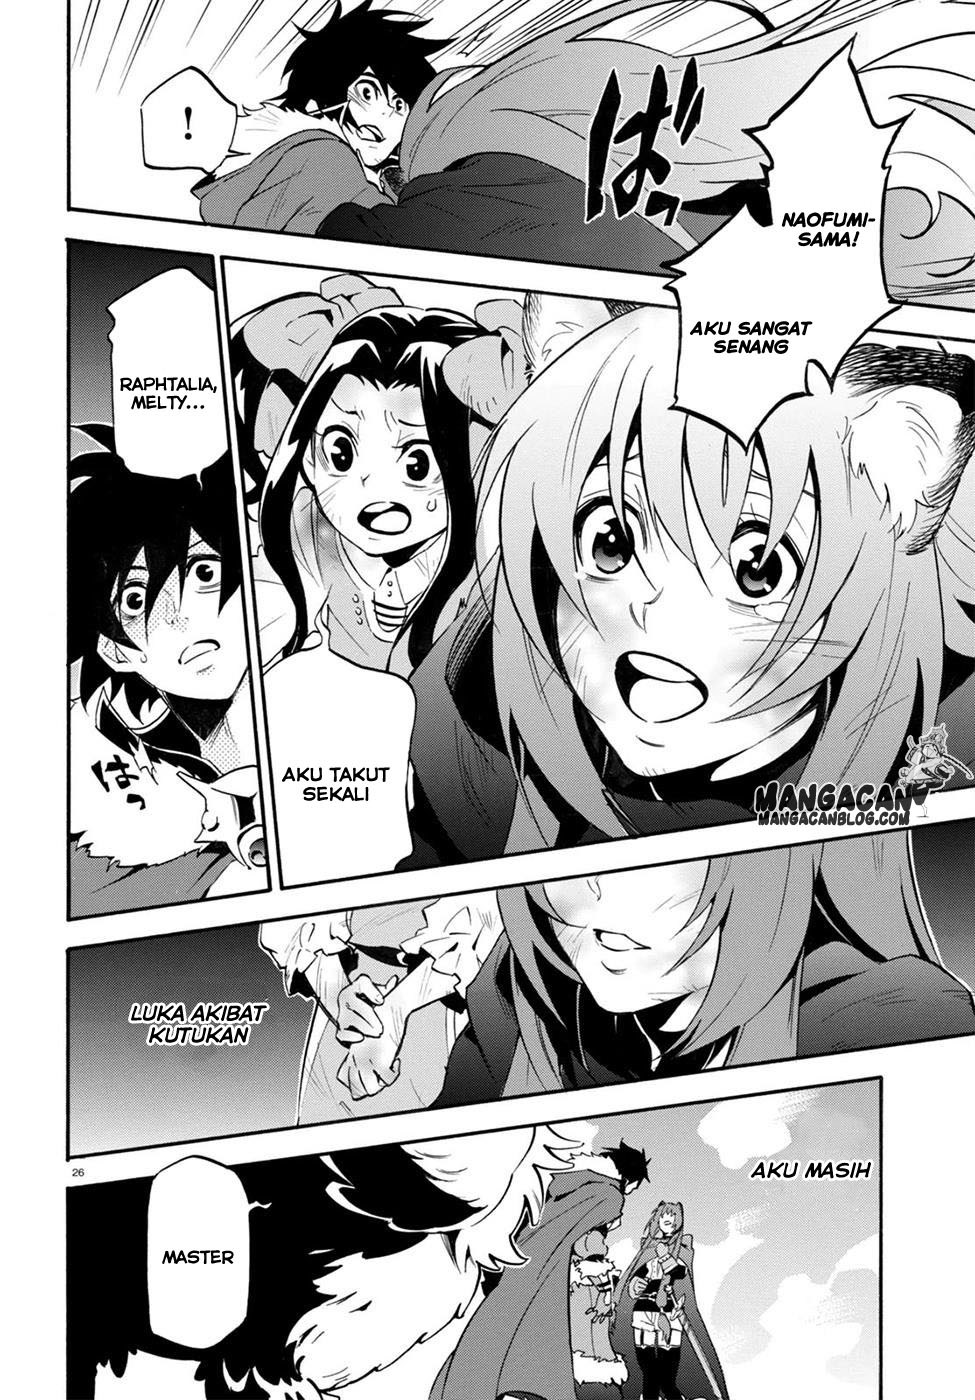 NAOFUMI-
SAMA!
AKU SANGAT
SENANG
ばっ
!
RAPHTALIA,
MELTY...
AKU TAKUT
SEKALI
はっ
MANGACAN
MANGACANBLOG.COM
LUKA AKIBAT
KUTUKAN
AKU MASIH
MASTER
26